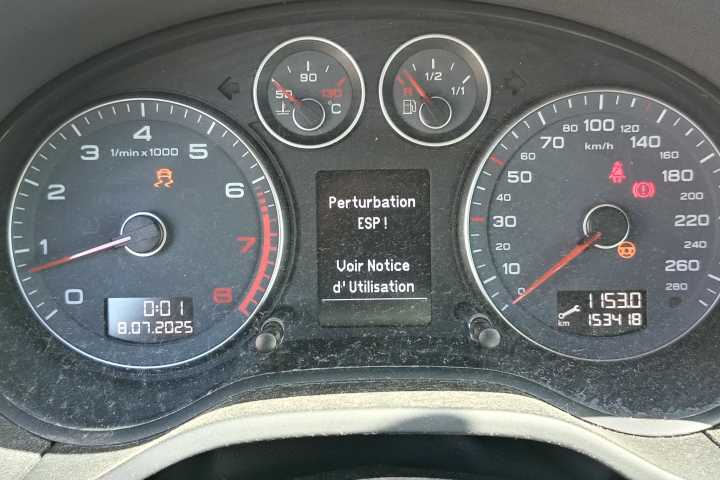 50 90 130 °C
R 1/2 1/1
1/min x 1000
0 1 2 3 4 5 6 7 8
0:01
8.07.2025
Perturbation
ESP !
Voir Notice
d'Utilisation
km/h
0 10 20 30 40 50 60 70 80 100 120 140 160 180 200 220 240 260 280
1153.0
km 153418